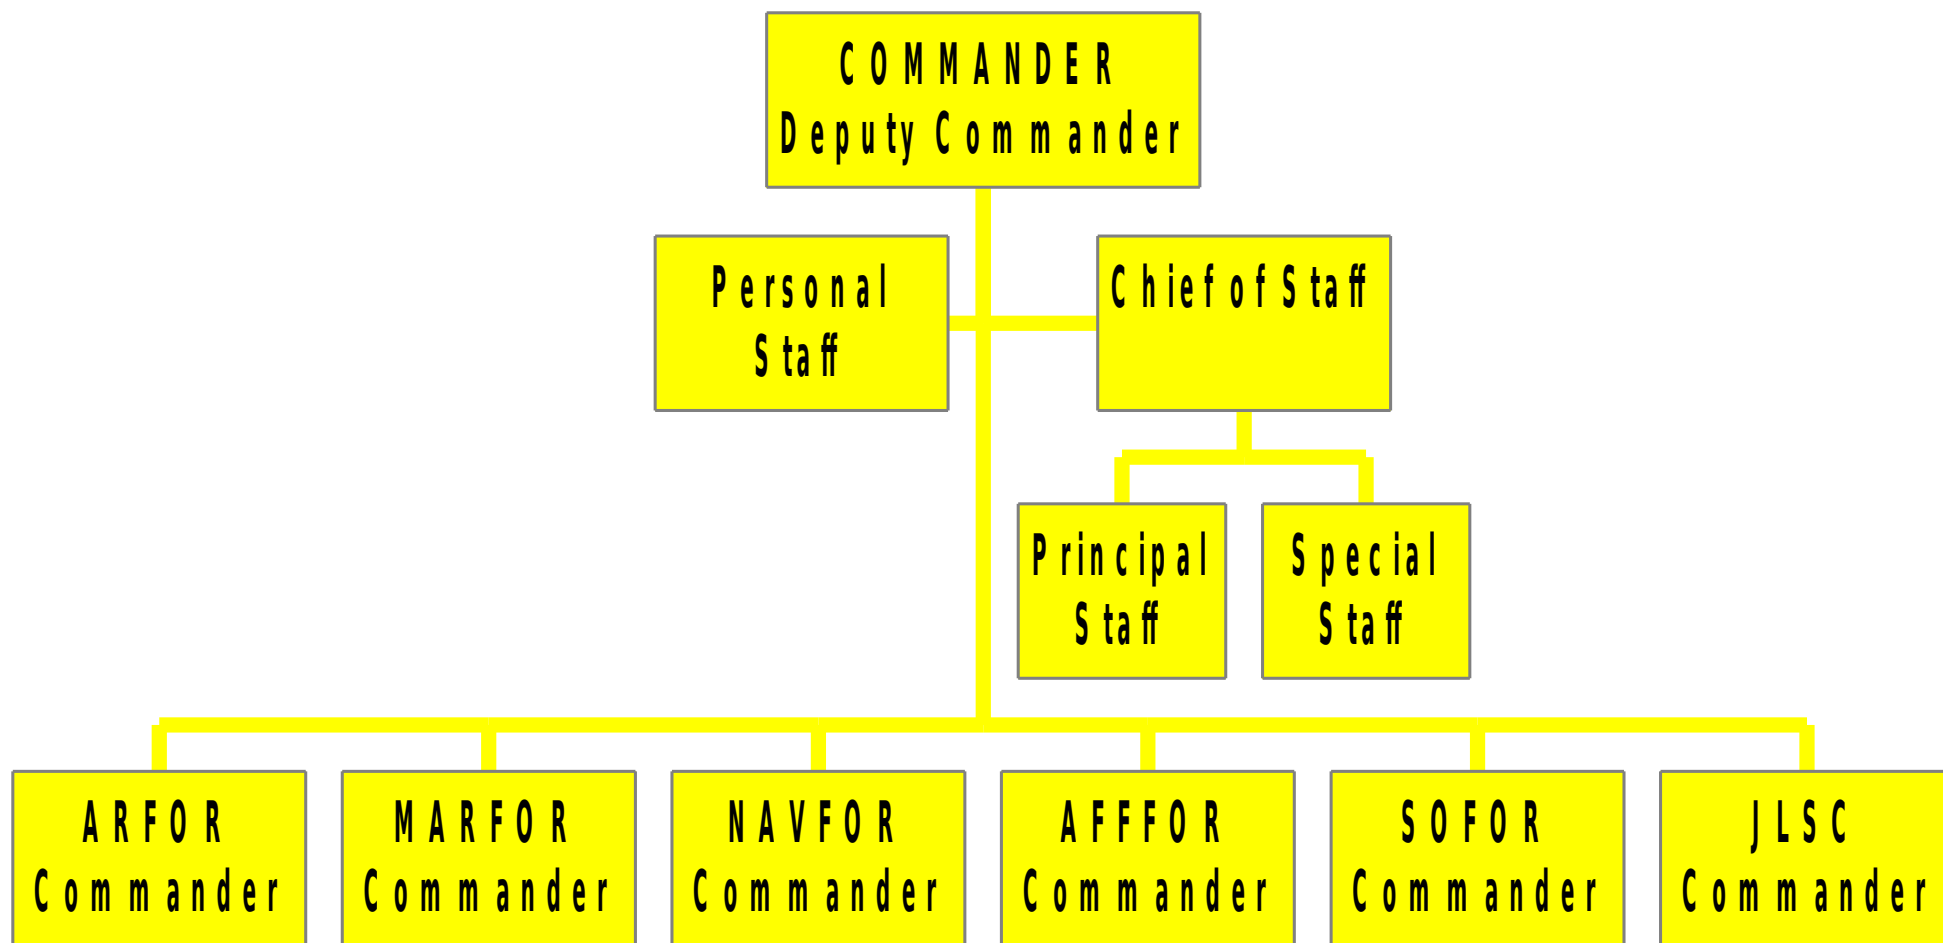 COMMANDER
Deputy Commander
Personal
Staff
Chief of Staff
Principal
Staff
Special
Staff
ARFOR
Commander
MARFOR
Commander
NAVFOR
Commander
AFFFOR
Commander
SOFOR
Commander
JLSC
Commander